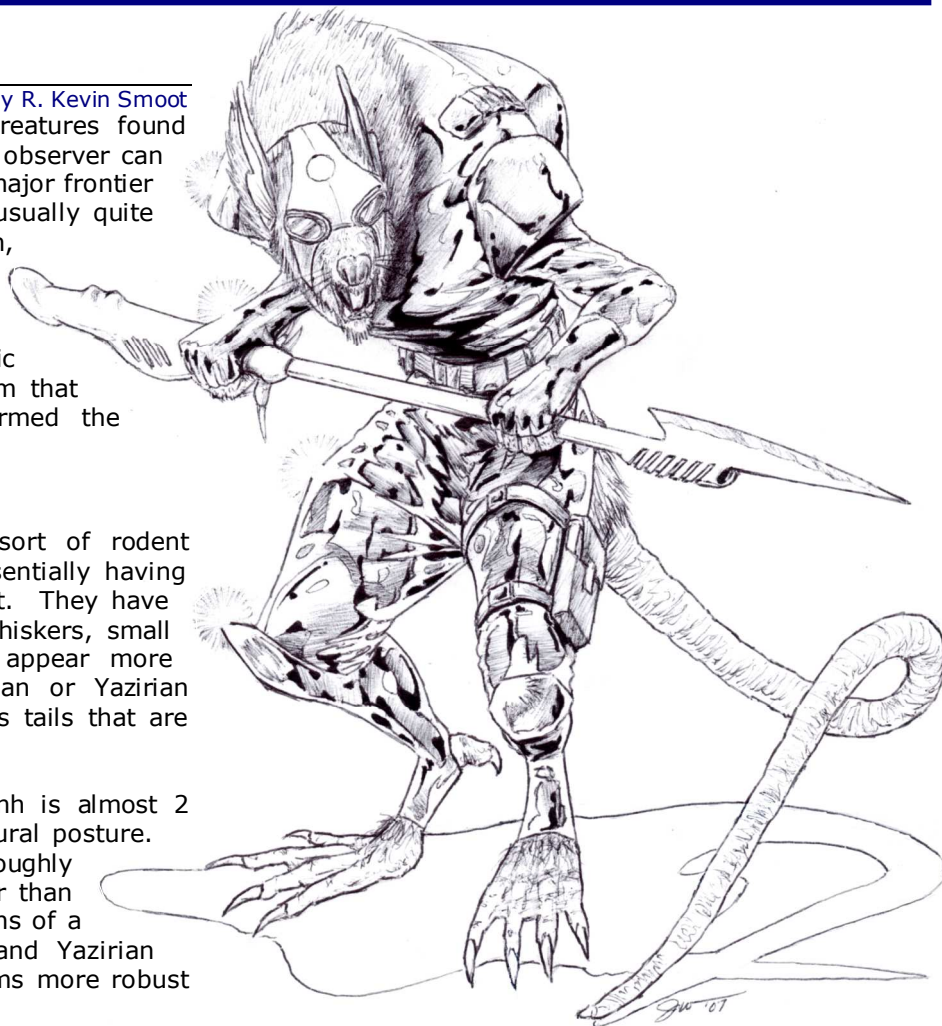 y R. Kevin Smoot
reatures found
observer can
major frontier
usually quite
n,
ic
m that
rmed the
sort of rodent
sentially having
t. They have
hiskers, small
appear more
an or Yazirian
s tails that are
nh is almost 2
ural posture.
oughly
r than
ns of a
and Yazirian
ms more robust
JW '07